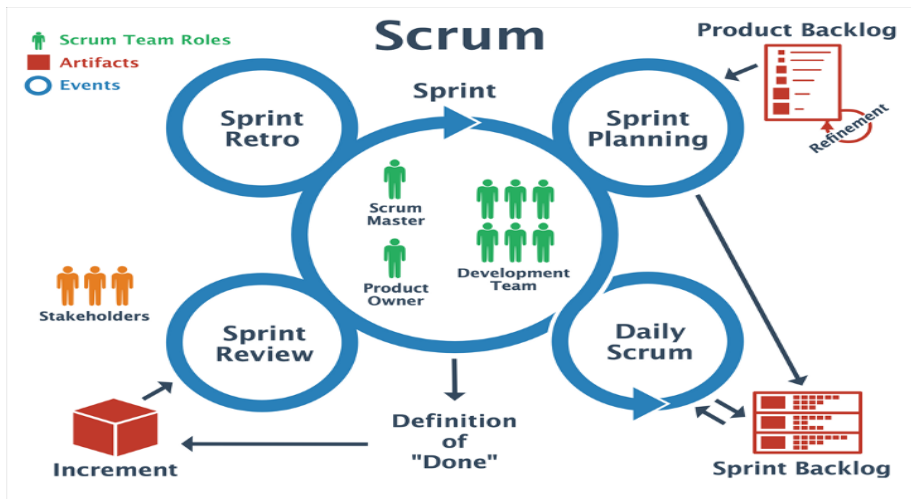 Scrum
Scrum Team Roles
Artifacts
Events
Product Backlog
Refinement
Sprint
Sprint
Retro
Sprint
Planning
Scrum
Master
Product
Owner
Development
Team
Stakeholders
Sprint
Review
Daily
Scrum
Increment
Definition
of
"Done"
Sprint Backlog